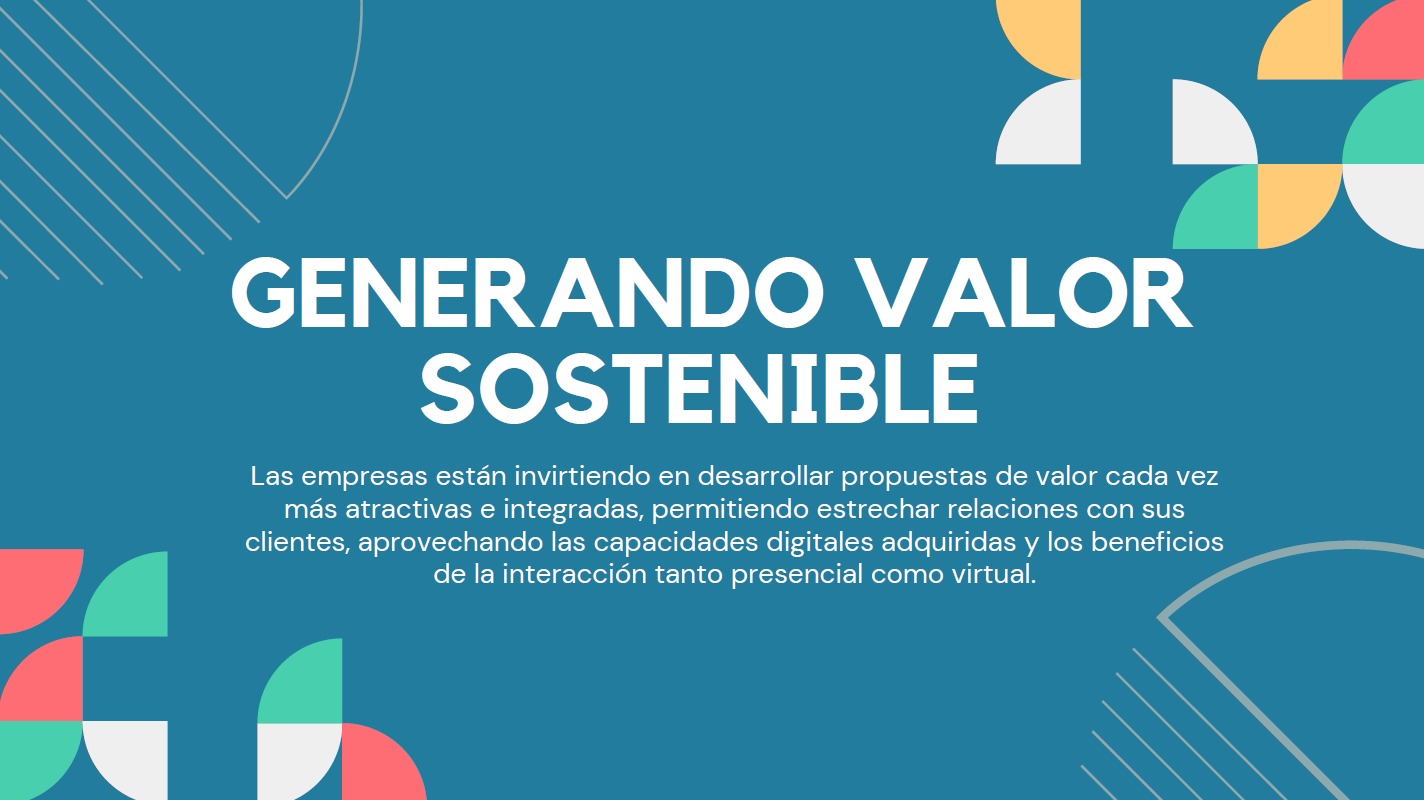 GENERANDO VALOR
SOSTENIBLE
Las empresas están invirtiendo en desarrollar propuestas de valor cada vez
más atractivas e integradas, permitiendo estrechar relaciones con sus
clientes, aprovechando las capacidades digitales adquiridas y los beneficios
de la interacción tanto presencial como virtual.